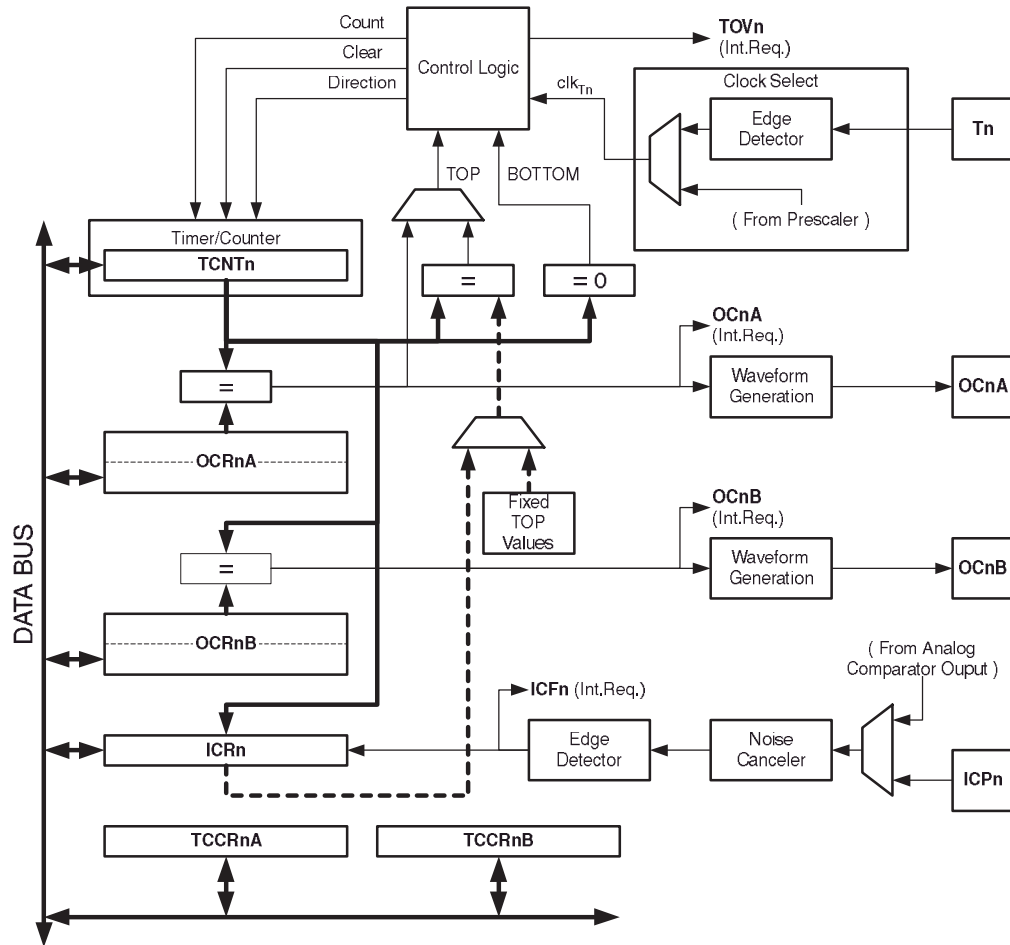 Count
Clear
Direction
Control Logic
TOVn
(Int.Req.)
clkTn
Clock Select
Edge
Detector
Tn
( From Prescaler )
TOP
BOTTOM
Timer/Counter
TCNTn
=
= 0
OCnA
(Int.Req.)
=
Waveform
Generation
OCnA
OCRnA
Fixed
TOP
Values
OCnB
(Int.Req.)
=
Waveform
Generation
OCnB
OCRnB
DATA BUS
( From Analog
Comparator Ouput )
ICFn (Int.Req.)
ICRn
Edge
Detector
Noise
Canceler
ICPn
TCCRnA
TCCRnB